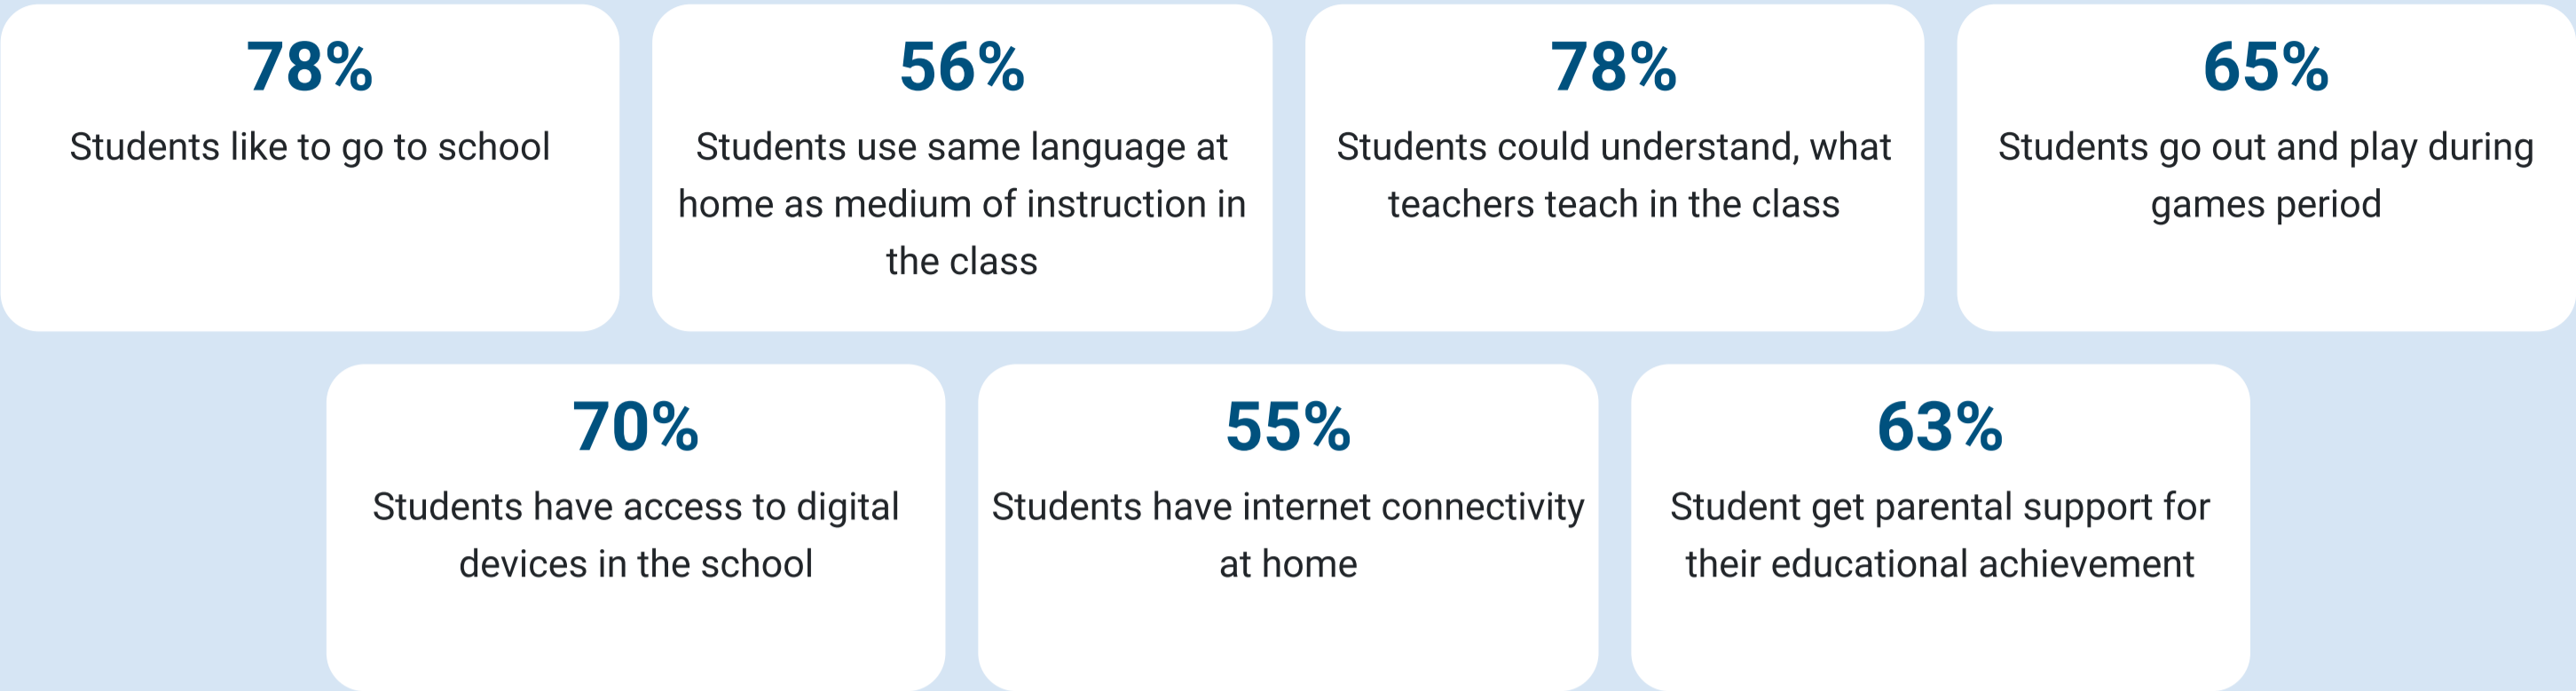 78%
Students like to go to school
56%
Students use same language at
home as medium of instruction in
the class
78%
Students could understand, what
teachers teach in the class
65%
Students go out and play during
games period
70%
Students have access to digital
devices in the school
55%
Students have internet connectivity
at home
63%
Student get parental support for
their educational achievement